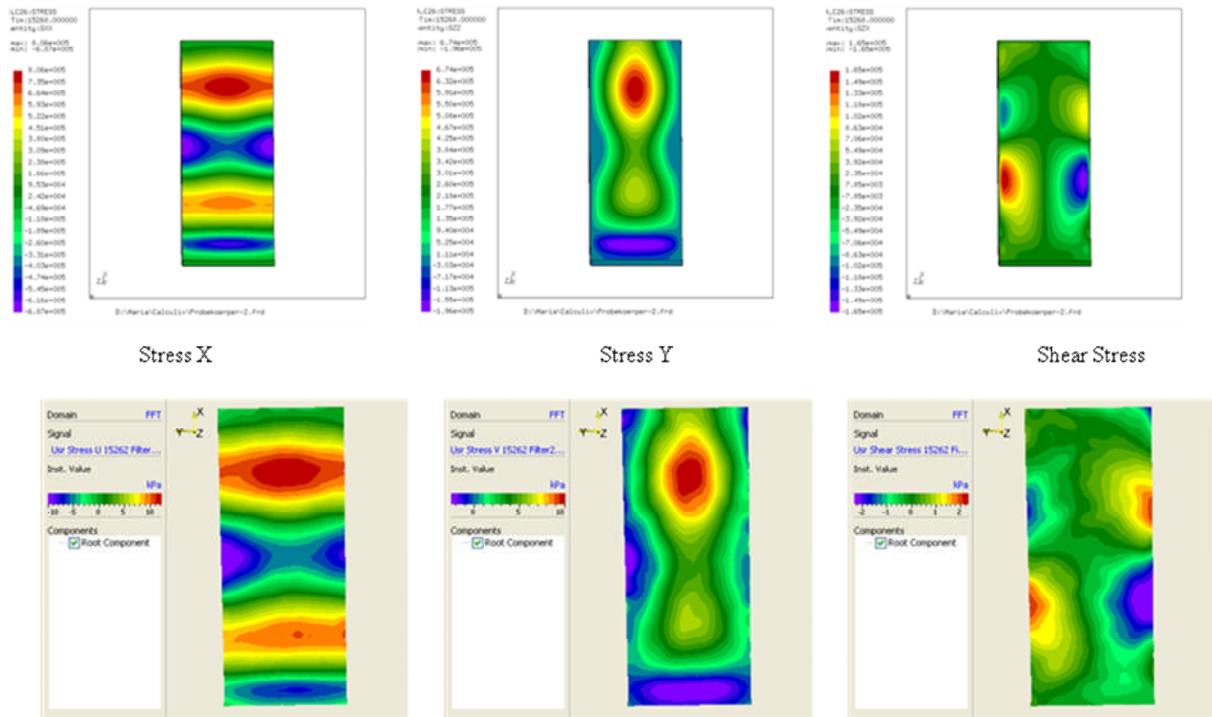 LC26:STRESS
Tim:15260.000000
entity:SXX
max: 8.06e+005
min: -6.87e+005
8.06e+005
7.35e+005
6.64e+005
5.93e+005
5.22e+005
4.51e+005
3.80e+005
3.09e+005
2.38e+005
1.66e+005
9.53e+004
2.42e+004
-4.69e+004
-1.18e+005
-1.89e+005
-2.60e+005
-3.31e+005
-4.03e+005
-4.74e+005
-5.45e+005
-6.16e+005
-6.87e+005
D:\Maria\Calculix\Probekoerper-2.frd
LC26:STRESS
Tim:15260.000000
entity:SZZ
max: 6.74e+005
min: -1.96e+005
6.74e+005
6.32e+005
5.91e+005
5.50e+005
5.08e+005
4.67e+005
4.25e+005
3.84e+005
3.42e+005
3.01e+005
2.60e+005
2.18e+005
1.77e+005
1.35e+005
9.40e+004
5.25e+004
1.11e+004
-3.03e+004
-7.17e+004
-1.13e+005
-1.96e+005
D:\Maria\Calculix\Probekoerper-2.frd
LC26:STRESS
Tim:15260.000000
entity:SZX
max: 1.65e+005
min: -1.65e+005
1.65e+005
1.49e+005
1.33e+005
1.18e+005
1.02e+005
8.63e+004
7.06e+004
5.49e+004
3.92e+004
2.35e+004
7.85e+003
-7.85e+003
-2.35e+004
-3.92e+004
-5.49e+004
-7.06e+004
-8.63e+004
-1.02e+005
-1.18e+005
-1.33e+005
-1.49e+005
-1.65e+005
D:\Maria\Calculix\Probekoerper-2.frd
Stress X
Stress Y
Shear Stress
Domain FFT
Signal
Usr Stress U 15262 Filter...
Inst. Value
kPa
-10 -5 0 5 10
Components
Root Component
X
Y Z
Domain FFT
Signal
Usr Stress V 15262 Filter2...
Inst. Value
kPa
0 5 10
Components
Root Component
X
Y Z
Domain FFT
Signal
Usr Shear Stress 15262 Fi...
Inst. Value
kPa
-2 -1 0 1 2
Components
Root Component
X
Y Z